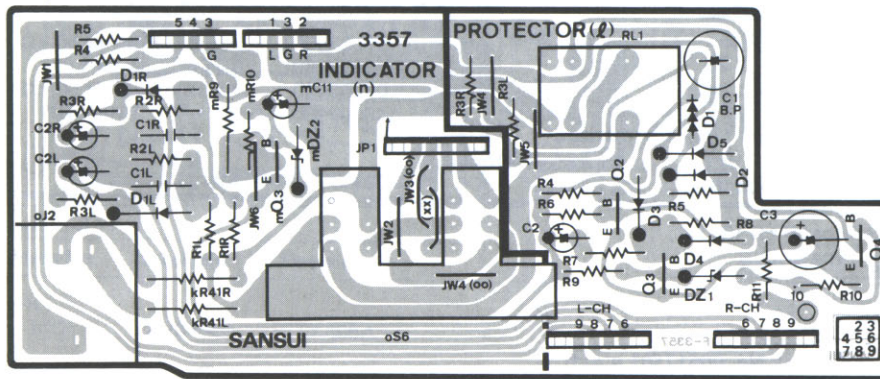 5 4 3
G
1 3 2
L G R
3357
INDICATOR
(n)
PROTECTOR(ℓ)
RL1
R5
R4
JW1
D1R
R3R
R2R
C2R
C1R
C2L
R2L
C1L
R3L
D1L
oJ2
mR9
mR10
mC11
mDZ2
B
E
mQ3
JW6
R1L
R1R
kR41R
kR41L
SANSUI
oS6
JP1
JW2
JW3(oo)
(xx)
JW4(oo)
R3R
JW4
R3L
JW5
C1
B.P
D1
D5
D2
Q2
R4
R6
B
E
D3
R5
C2
R7
R9
Q3
B
E
D4
DZ1
R8
C3
B
E
Q4
R11
10
R10
L-CH
9 8 7 6
R-CH
6 7 8 9
F-3357
2 3
4 5 6
7 8 9